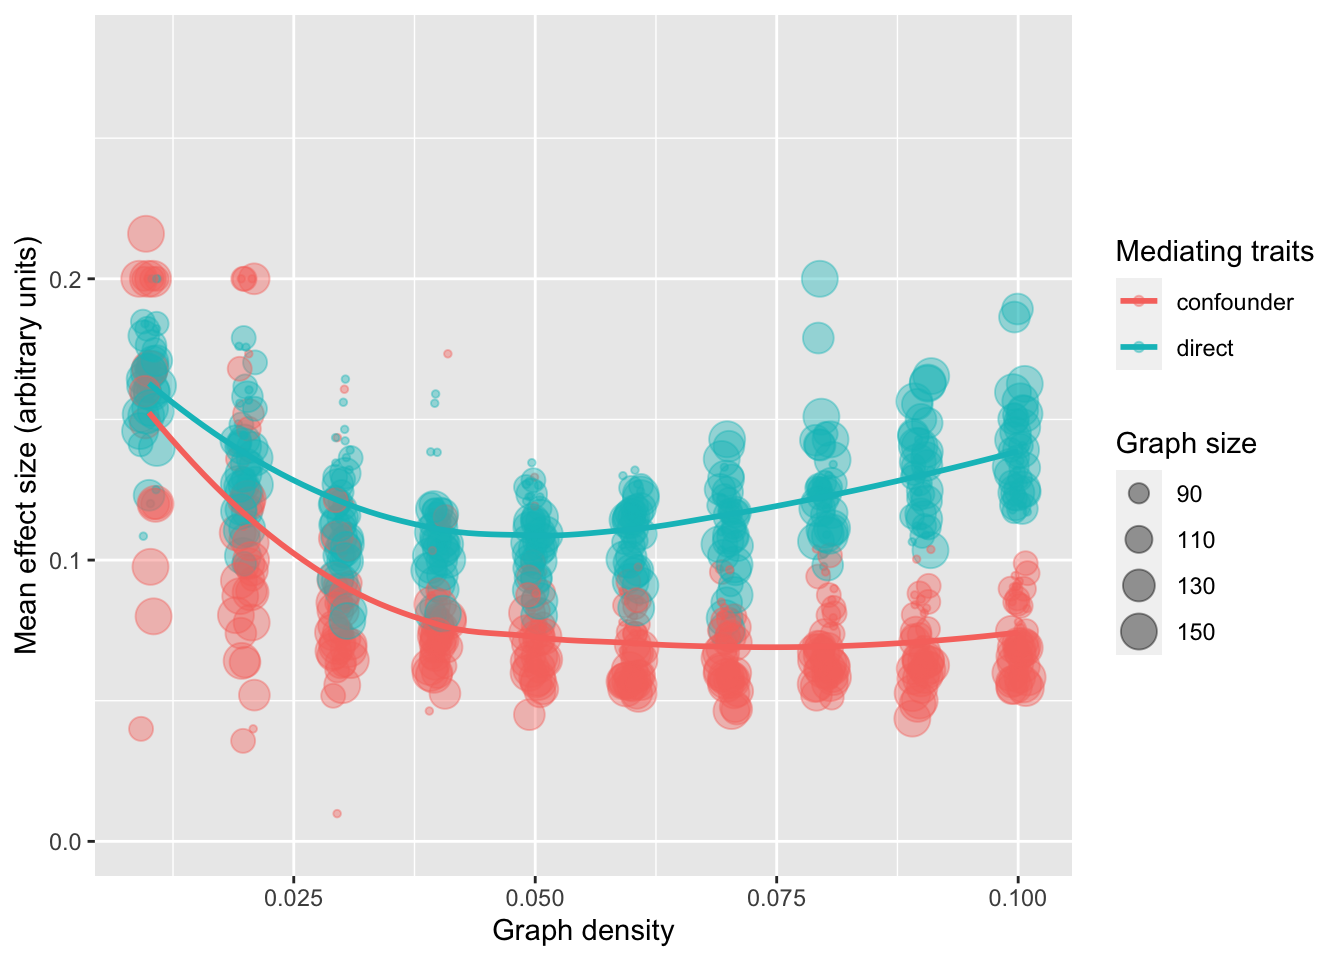 Mean effect size (arbitrary units)
0.2
0.1
0.0
0.025
0.050
0.075
0.100
Graph density
Mediating traits
confounder
direct
Graph size
90
110
130
150